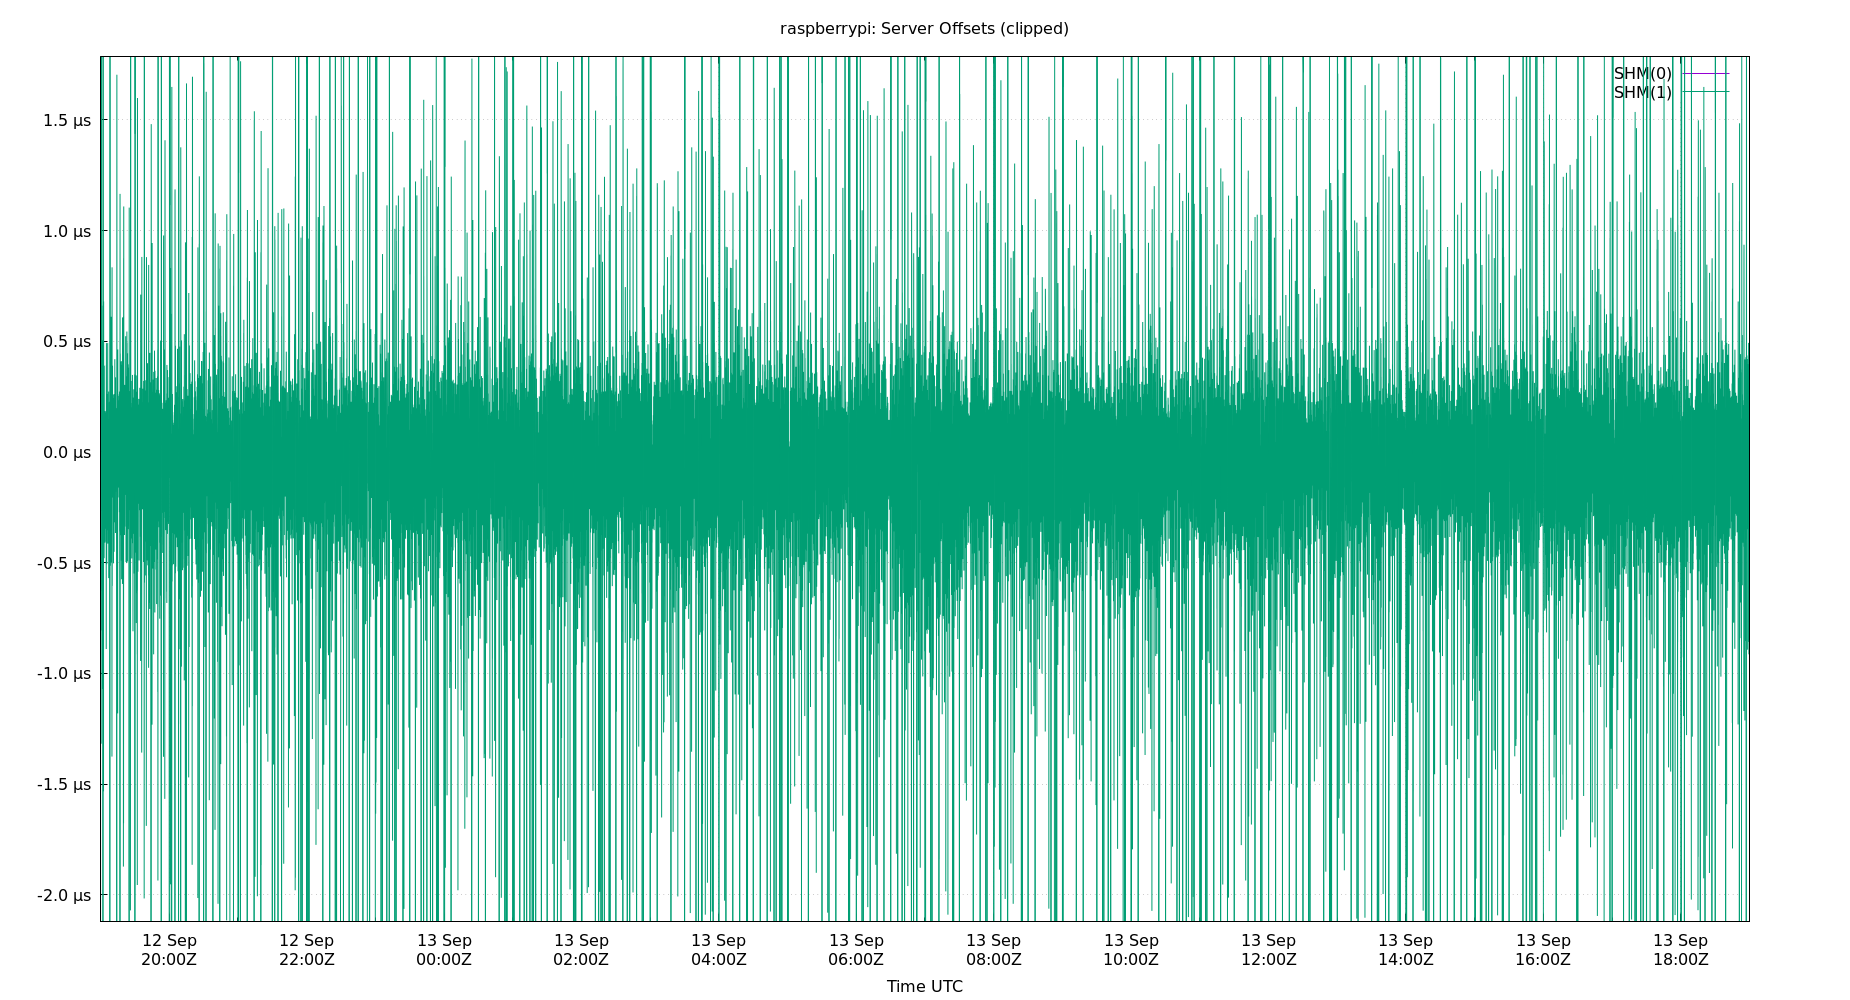 raspberrypi: Server Offsets (clipped)
SHM(0)
SHM(1)
1.5 µs
1.0 µs
0.5 µs
0.0 µs
-0.5 µs
-1.0 µs
-1.5 µs
-2.0 µs
12 Sep 12 Sep 13 Sep 13 Sep 13 Sep 13 Sep 13 Sep 13 Sep 13 Sep 13 Sep 13 Sep 13 Sep
20:00Z 22:00Z 00:00Z 02:00Z 04:00Z 06:00Z 08:00Z 10:00Z 12:00Z 14:00Z 16:00Z 18:00Z
Time UTC